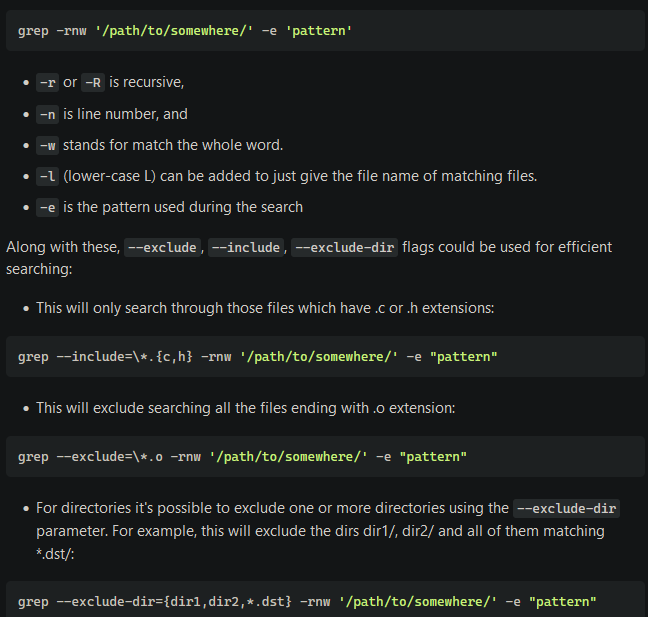 grep -rnw '/path/to/somewhere/' -e 'pattern'
-r or -R is recursive,
-n is line number, and
-w stands for match the whole word.
-l (lower-case L) can be added to just give the file name of matching files.
-e is the pattern used during the search
Along with these, --exclude, --include, --exclude-dir flags could be used for efficient
searching:
This will only search through those files which have .c or .h extensions:
grep --include=\*.{c,h} -rnw '/path/to/somewhere/' -e "pattern"
This will exclude searching all the files ending with .o extension:
grep --exclude=\*.o -rnw '/path/to/somewhere/' -e "pattern"
For directories it's possible to exclude one or more directories using the --exclude-dir
parameter. For example, this will exclude the dirs dir1/, dir2/ and all of them matching
*.dst/:
grep --exclude-dir={dir1,dir2,*.dst} -rnw '/path/to/somewhere/' -e "pattern"